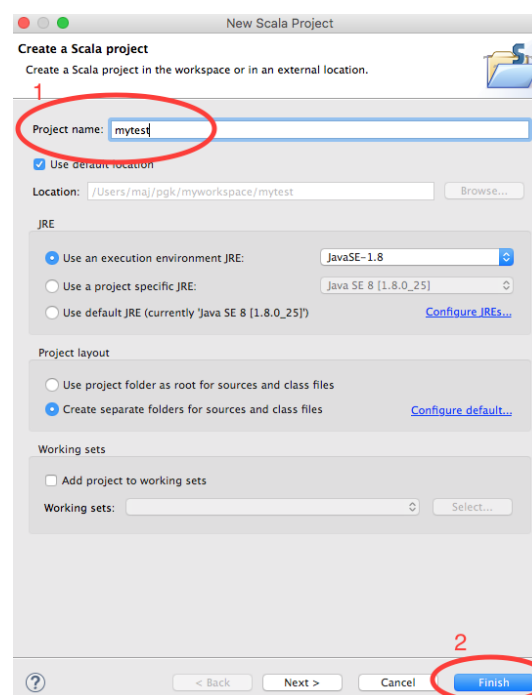 New Scala Project
Create a Scala project
Create a Scala project in the workspace or in an external location.
1
Project name: mytest
Use default location
Location: /Users/maj/pgk/myworkspace/mytest Browse...
JRE
Use an execution environment JRE: JavaSE-1.8
Use a project specific JRE: Java SE 8 [1.8.0_25]
Use default JRE (currently 'Java SE 8 [1.8.0_25]') Configure JREs...
Project layout
Use project folder as root for sources and class files
Create separate folders for sources and class files Configure default...
Working sets
Add project to working sets
Working sets: Select...
2
? < Back Next > Cancel Finish